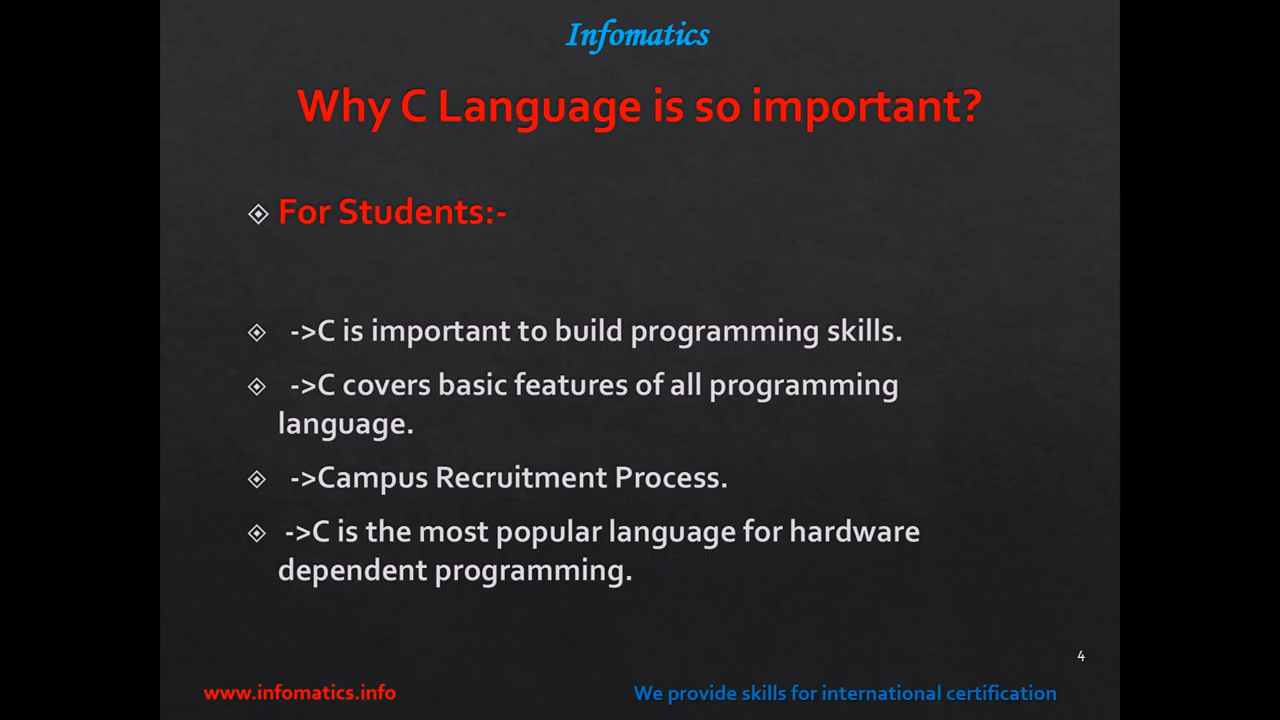 Infomatics
Why C Language is so important?
For Students:-
->C is important to build programming skills.
->C covers basic features of all programming
language.
->Campus Recruitment Process.
->C is the most popular language for hardware
dependent programming.
4
www.infomatics.info
We provide skills for international certification